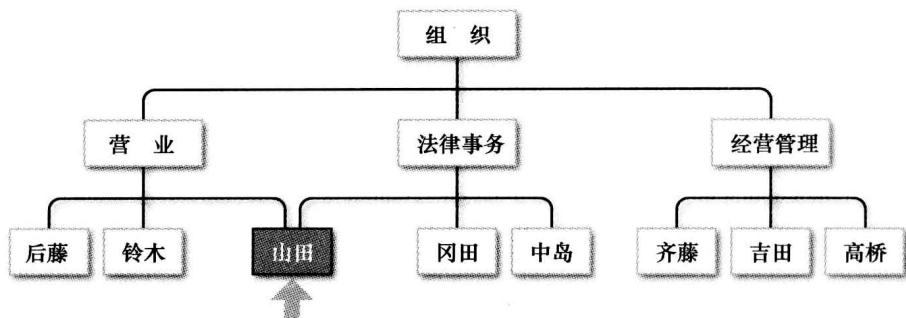 组 织
营 业
法律事务
经营管理
后藤
铃木
山田
冈田
中岛
齐藤
吉田
高桥